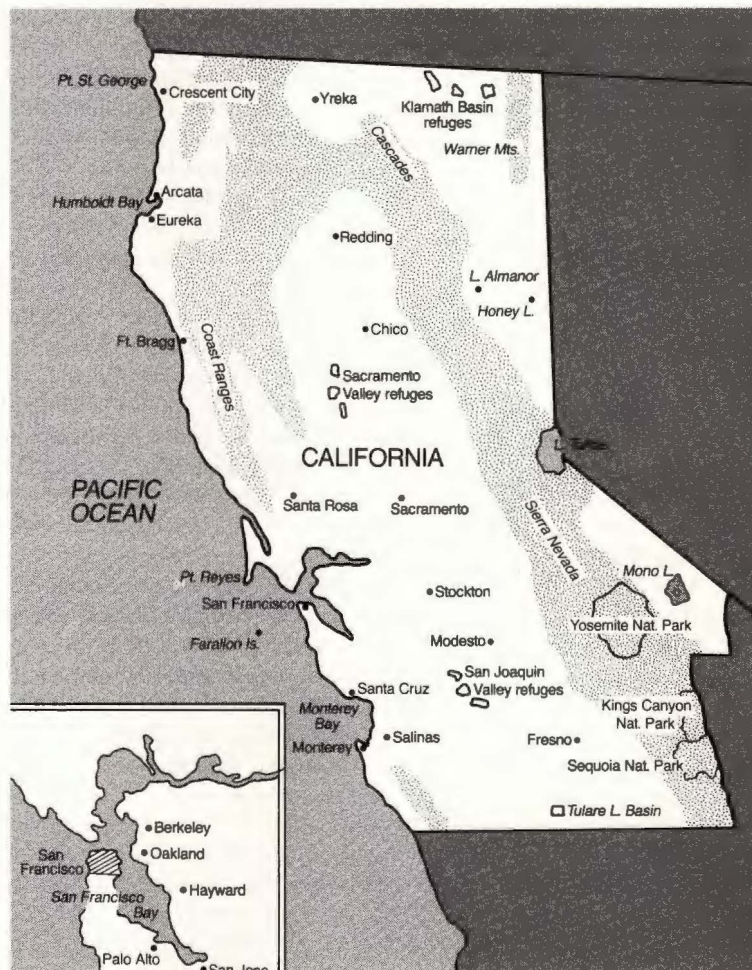 Pt. St. George
Crescent City
Yreka
Klamath Basin
refuges
Warner Mts.
Cascades
Humboldt Bay
Arcata
Eureka
Redding
L. Almanor
Honey L.
Ft. Bragg
Coast Ranges
Chico
Sacramento
Valley refuges
CALIFORNIA
L. Tahoe
PACIFIC
OCEAN
Santa Rosa
Sacramento
Sierra Nevada
Pt. Reyes
San Francisco
Farallon Is.
Stockton
Mono L.
Yosemite Nat. Park
Modesto
San Joaquin
Valley refuges
Santa Cruz
Monterey
Bay
Monterey
Salinas
Fresno
Kings Canyon
Nat. Park
Sequoia Nat. Park
Tulare L. Basin
Berkeley
Oakland
San
Francisco
San Francisco
Bay
Hayward
Palo Alto
San Jose